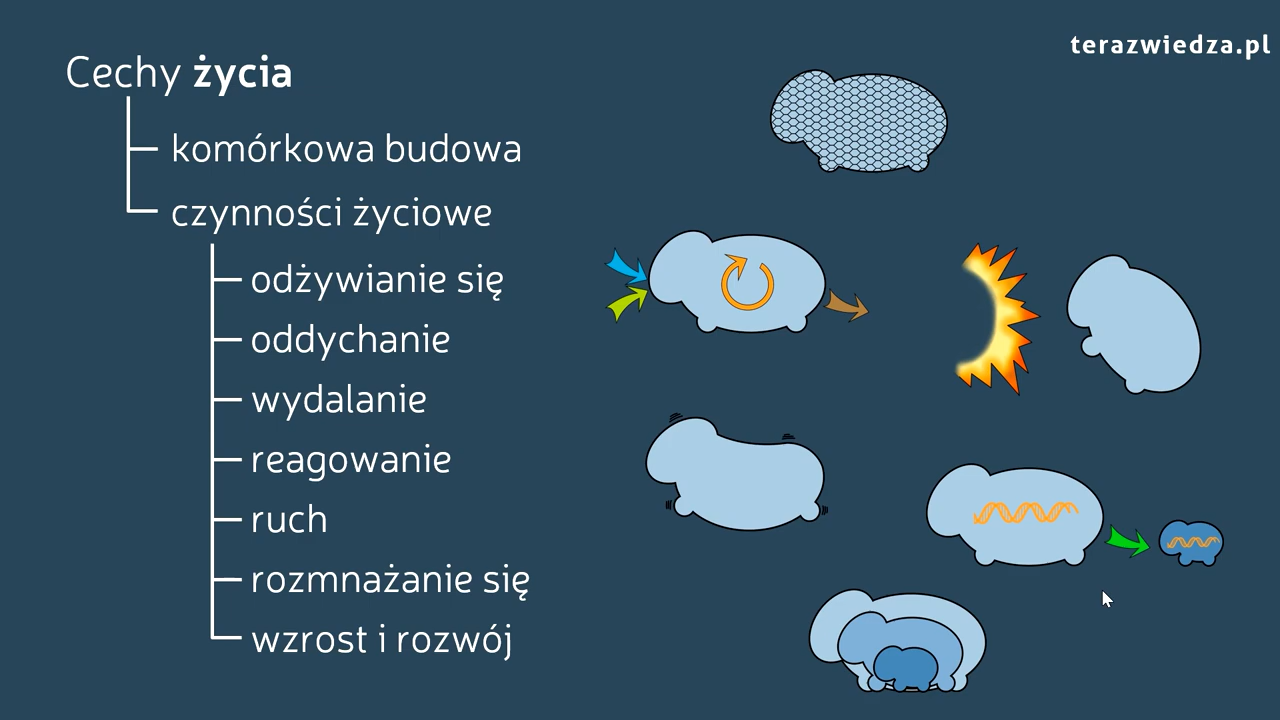 terazwiedza.pl
Cechy życia
komórkowa budowa
czynności życiowe
odżywianie się
oddychanie
wydalanie
reagowanie
ruch
rozmnażanie się
wzrost i rozwój